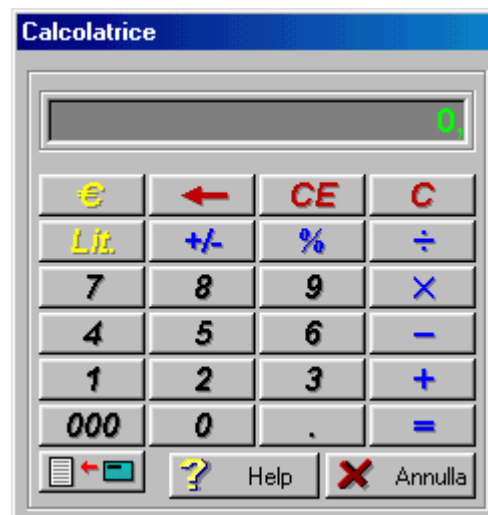 Calcolatrice
0,
€ CE C
Lit. +/- % ÷
7 8 9 ×
4 5 6 −
1 2 3 +
000 0 . =
? Help Annulla